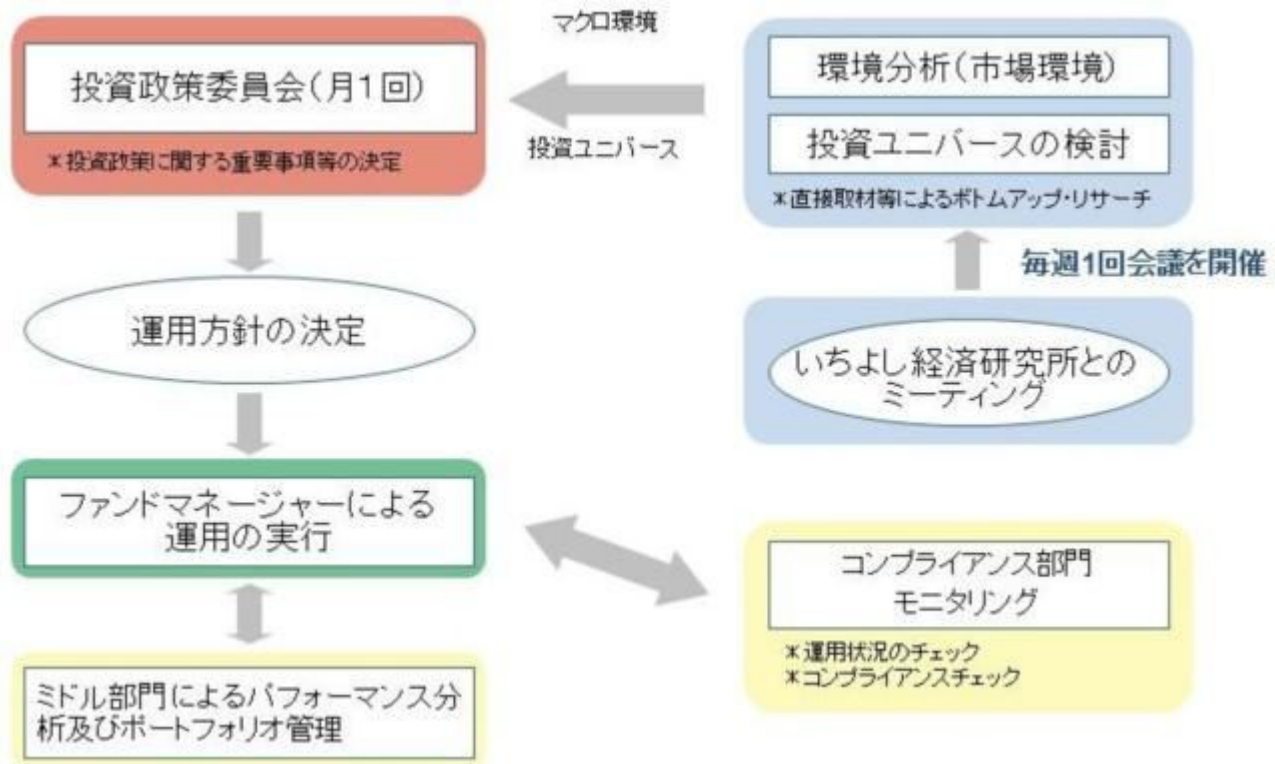 マクロ環境
投資政策委員会(月1回)
*投資政策に関する重要事項等の決定
投資ユニバース
環境分析(市場環境)
投資ユニバースの検討
*直接取材等によるボトムアップ・リサーチ
毎週1回会議を開催
いちよし経済研究所との
ミーティング
運用方針の決定
ファンドマネージャーによる
運用の実行
コンプライアンス部門
モニタリング
*運用状況のチェック
*コンプライアンスチェック
ミドル部門によるパフォーマンス分
析及びポートフォリオ管理